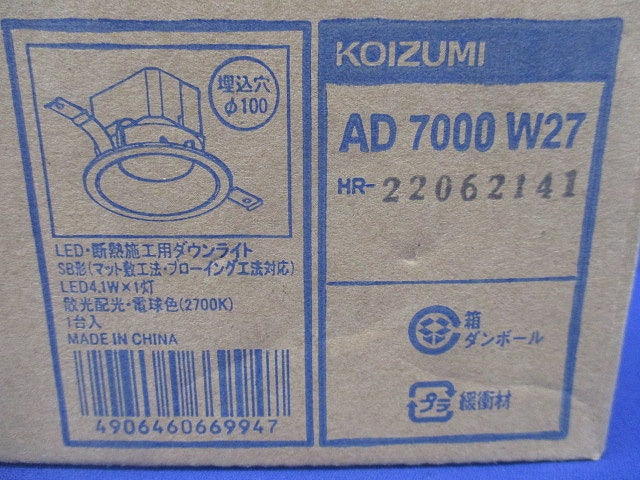 埋込穴
φ100
LED・断熱施工用ダウンライト
SB形(マット敷工法・ブローイング工法対応)
LED4.1W×1灯
散光配光・電球色(2700K)
1台入
MADE IN CHINA
4906460669947
KOIZUMI
AD 7000 W27
HR-22062141
箱
ダンボール
プラ
緩衝材